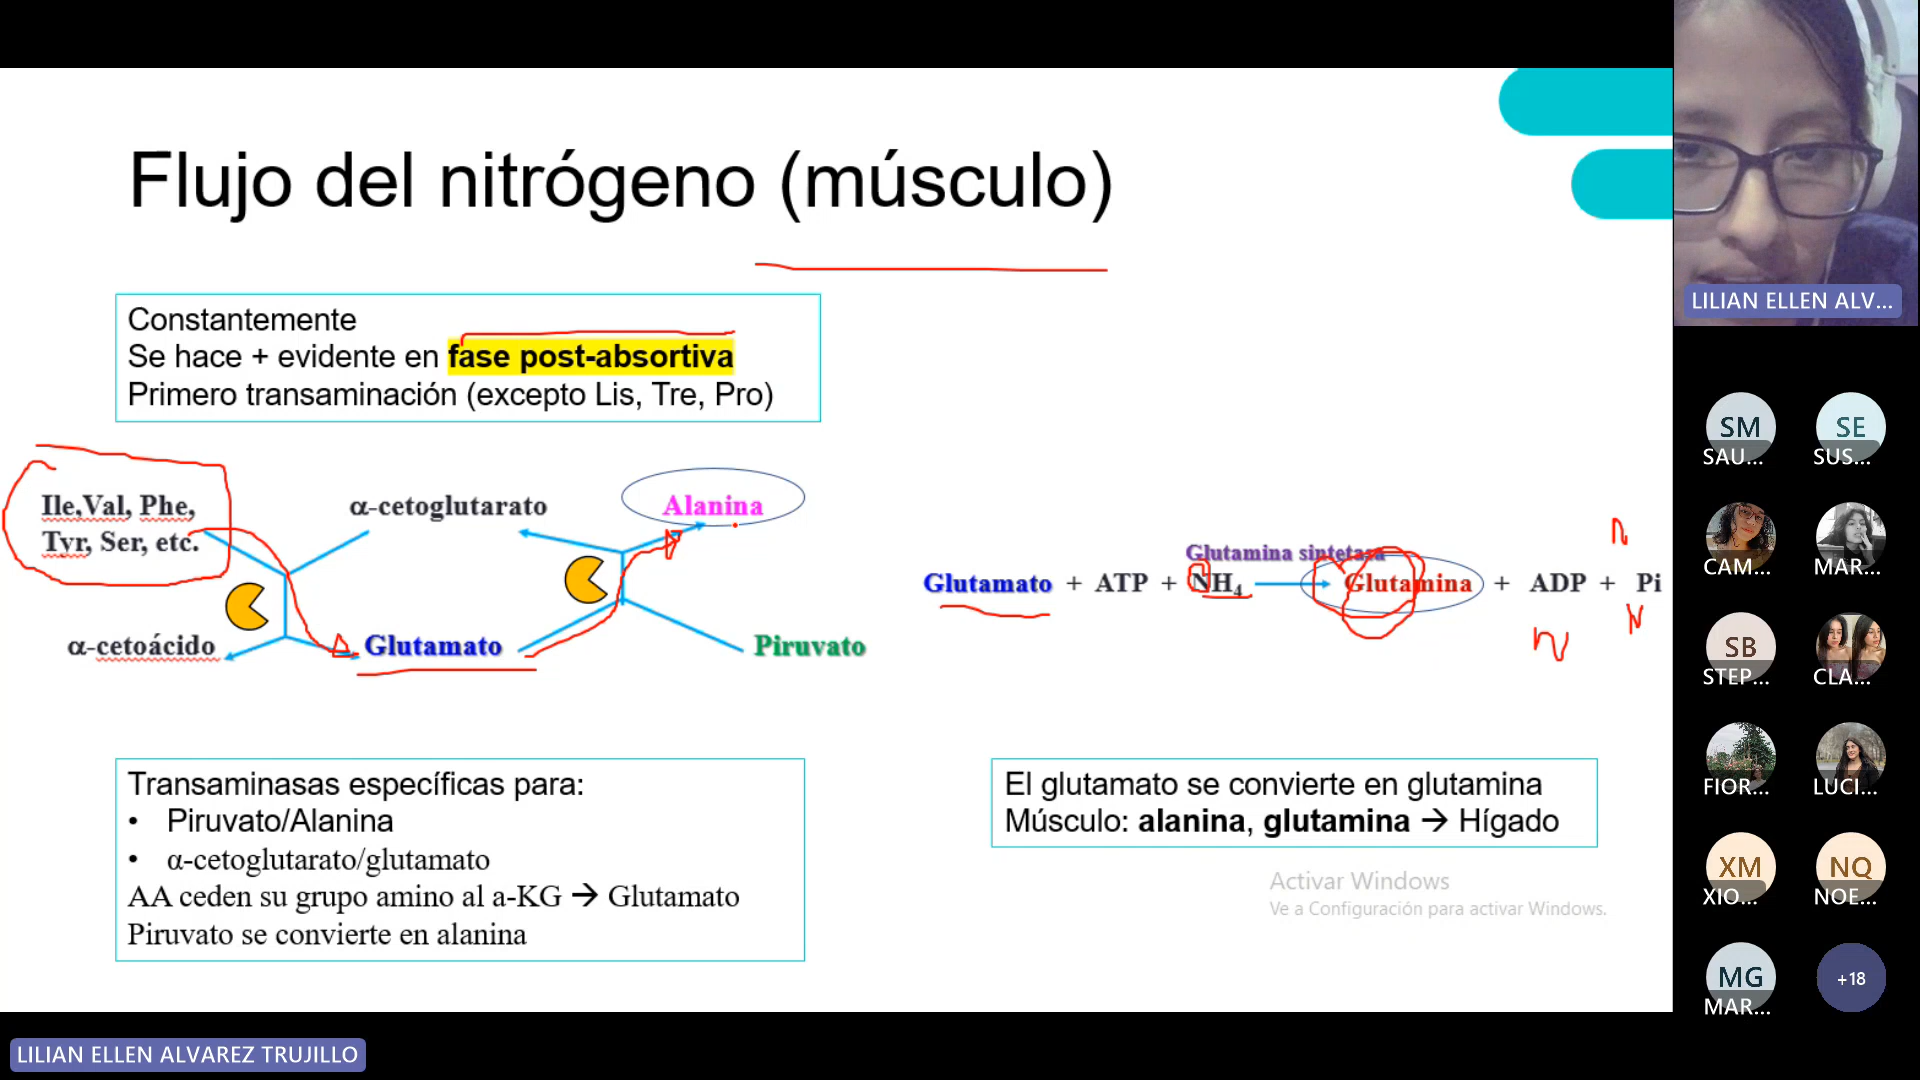 Flujo del nitrógeno (músculo)
Constantemente
Se hace + evidente en fase post-absortiva
Primero transaminación (excepto Lis, Tre, Pro)
Ile,Val, Phe,
Tyr, Ser, etc.
α-cetoglutarato
Alanina
α-cetoácido
Glutamato
Piruvato
Glutamina sintetasa
Glutamato + ATP + NH4 → Glutamina + ADP + Pi
n
N
n
Transaminasas específicas para:
• Piruvato/Alanina
• α-cetoglutarato/glutamato
AA ceden su grupo amino al a-KG → Glutamato
Piruvato se convierte en alanina
El glutamato se convierte en glutamina
Músculo: alanina, glutamina → Hígado
Activar Windows
Ve a Configuración para activar Windows.
LILIAN ELLEN ALV...
SM
SAU...
SE
SUS...
CAM...
MAR...
SB
STEP...
CLA...
FIOR...
LUCI...
XM
XIO...
NQ
NOE...
MG
MAR...
+18
LILIAN ELLEN ALVAREZ TRUJILLO